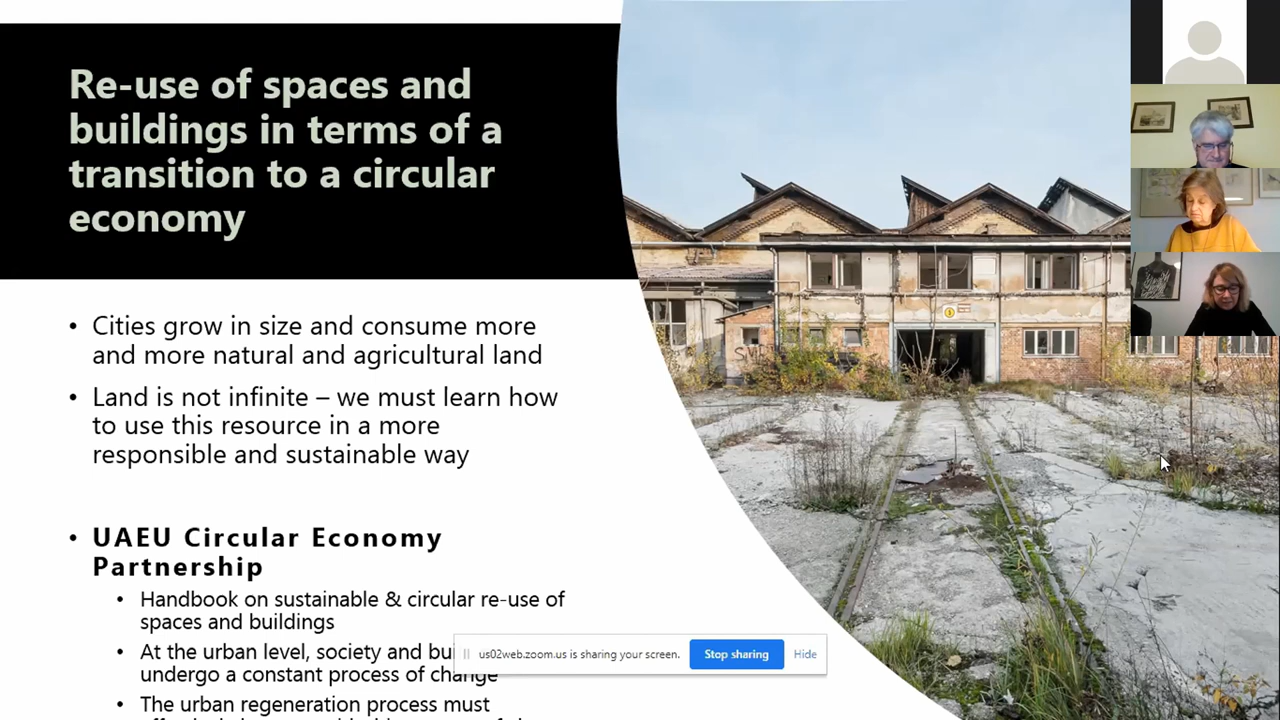 Re-use of spaces and
buildings in terms of a
transition to a circular
economy
• Cities grow in size and consume more
and more natural and agricultural land
• Land is not infinite – we must learn how
to use this resource in a more
responsible and sustainable way
• UAEU Circular Economy
Partnership
• Handbook on sustainable & circular re-use of
spaces and buildings
• At the urban level, society and
undergo a constant process of change
• The urban regeneration process must
us02web.zoom.us is sharing your screen.
Stop sharing
Hide